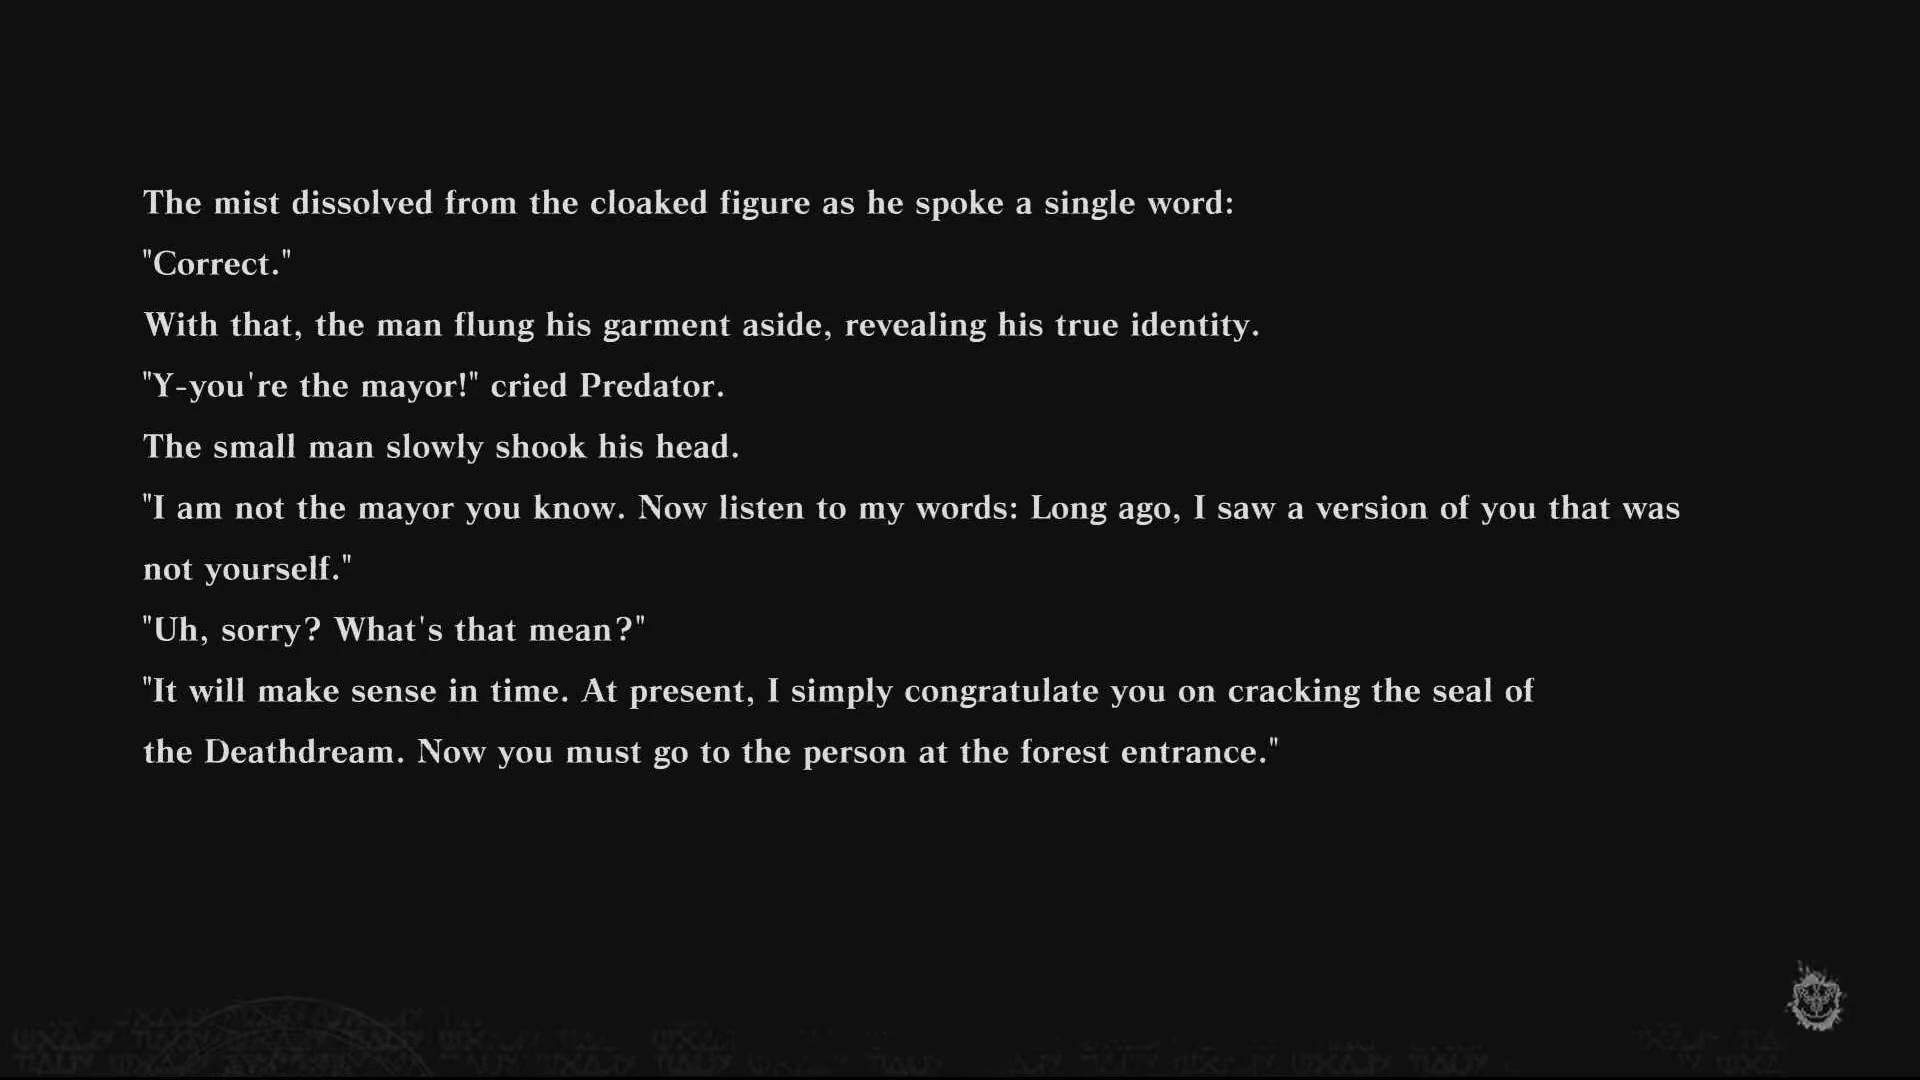 The mist dissolved from the cloaked figure as he spoke a single word:
"Correct."
With that, the man flung his garment aside, revealing his true identity.
"Y-you're the mayor!" cried Predator.
The small man slowly shook his head.
"I am not the mayor you know. Now listen to my words: Long ago, I saw a version of you that was
not yourself."
"Uh, sorry? What's that mean?"
"It will make sense in time. At present, I simply congratulate you on cracking the seal of
the Deathdream. Now you must go to the person at the forest entrance."